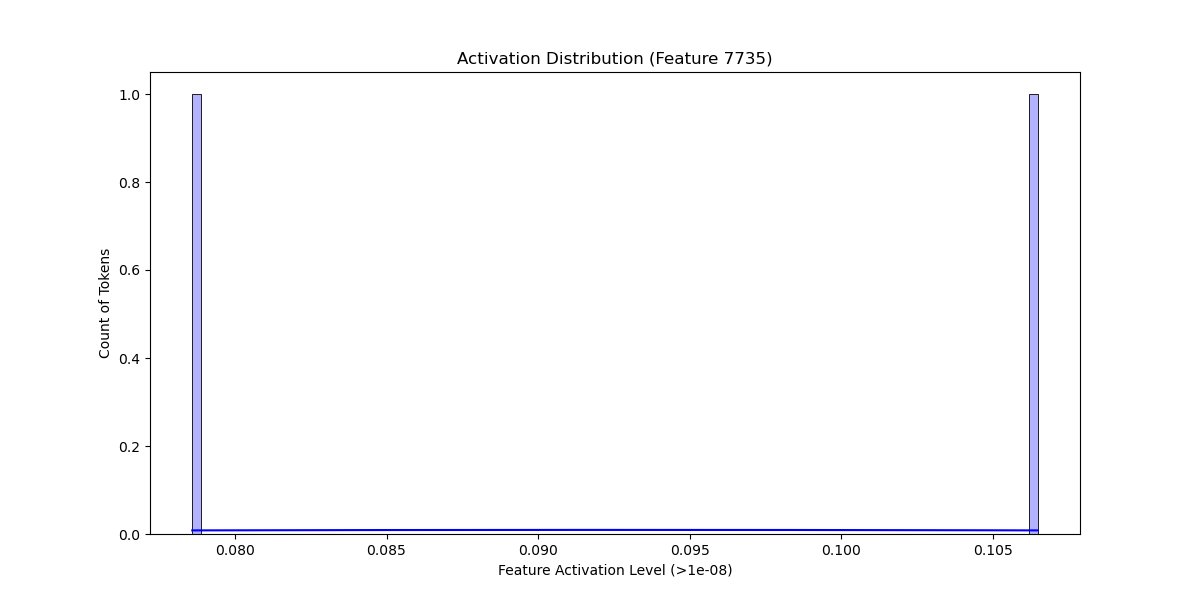 Activation Distribution (Feature 7735)
Count of Tokens
1.0
0.8
0.6
0.4
0.2
0.0
0.080 0.085 0.090 0.095 0.100 0.105
Feature Activation Level (>1e-08)